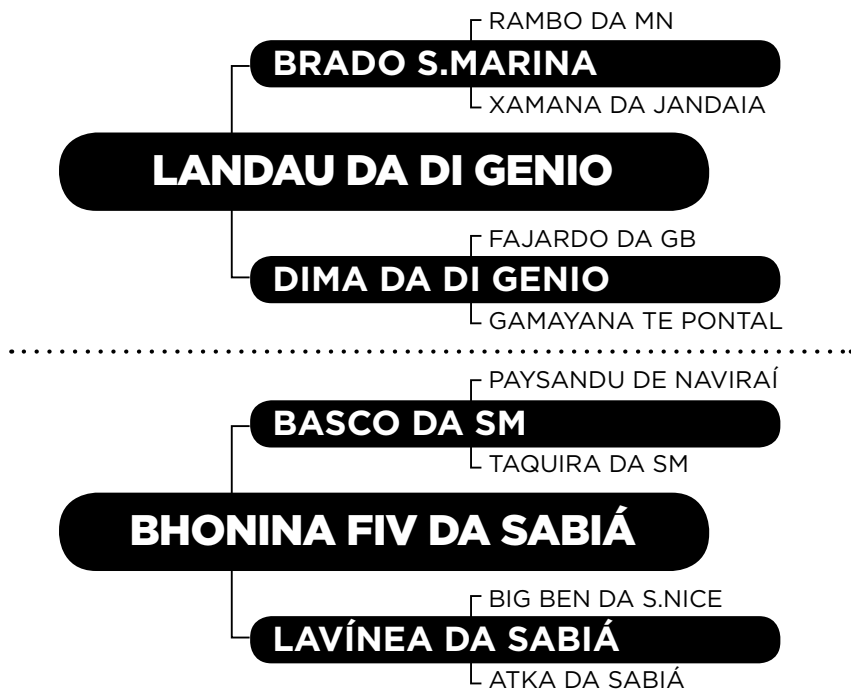 RAMBO DA MN
BRADO S.MARINA
XAMANA DA JANDAIA
LANDAU DA DI GENIO
FAJARDO DA GB
DIMA DA DI GENIO
GAMAYANA TE PONTAL
PAYSANDU DE NAVIRAÍ
BASCO DA SM
TAQUIRA DA SM
BHONINA FIV DA SABIÁ
BIG BEN DA S.NICE
LAVÍNEA DA SABIÁ
ATKA DA SABIÁ